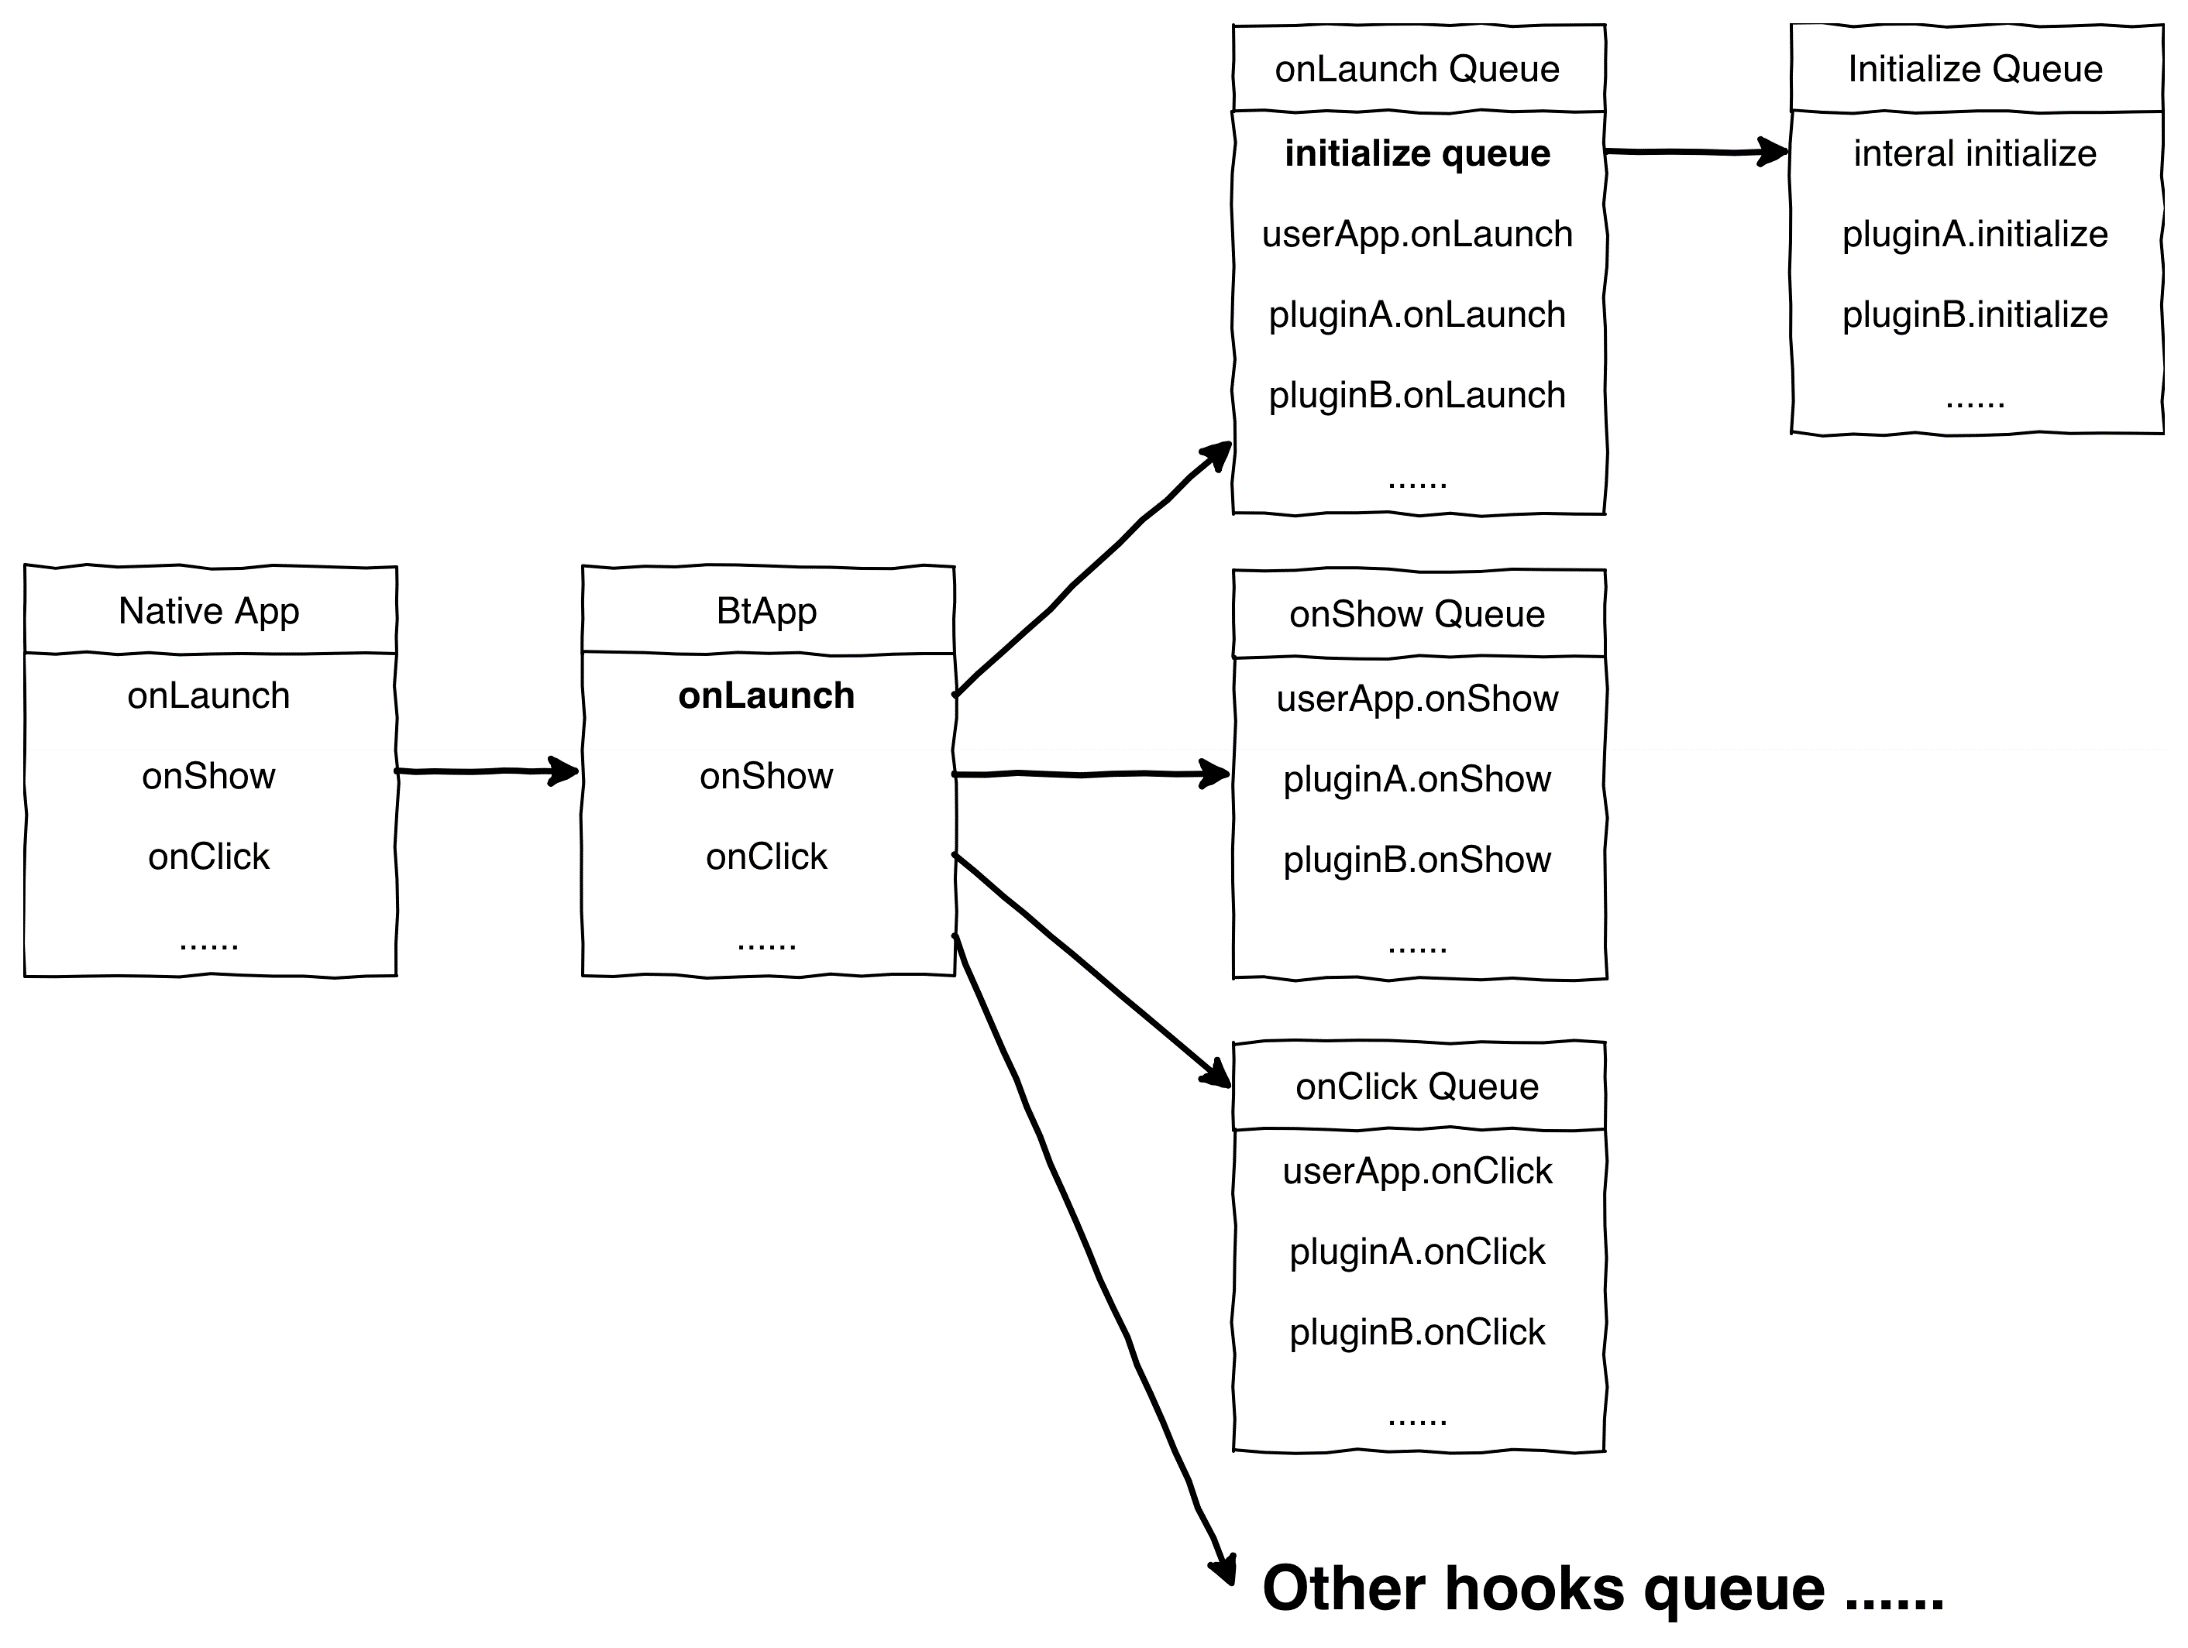 onLaunch Queue
initialize queue
userApp.onLaunch
pluginA.onLaunch
pluginB.onLaunch
......
Initialize Queue
interal initialize
pluginA.initialize
pluginB.initialize
......
Native App
onLaunch
onShow
onClick
......
BtApp
onLaunch
onShow
onClick
......
onShow Queue
userApp.onShow
pluginA.onShow
pluginB.onShow
......
onClick Queue
userApp.onClick
pluginA.onClick
pluginB.onClick
......
Other hooks queue ......